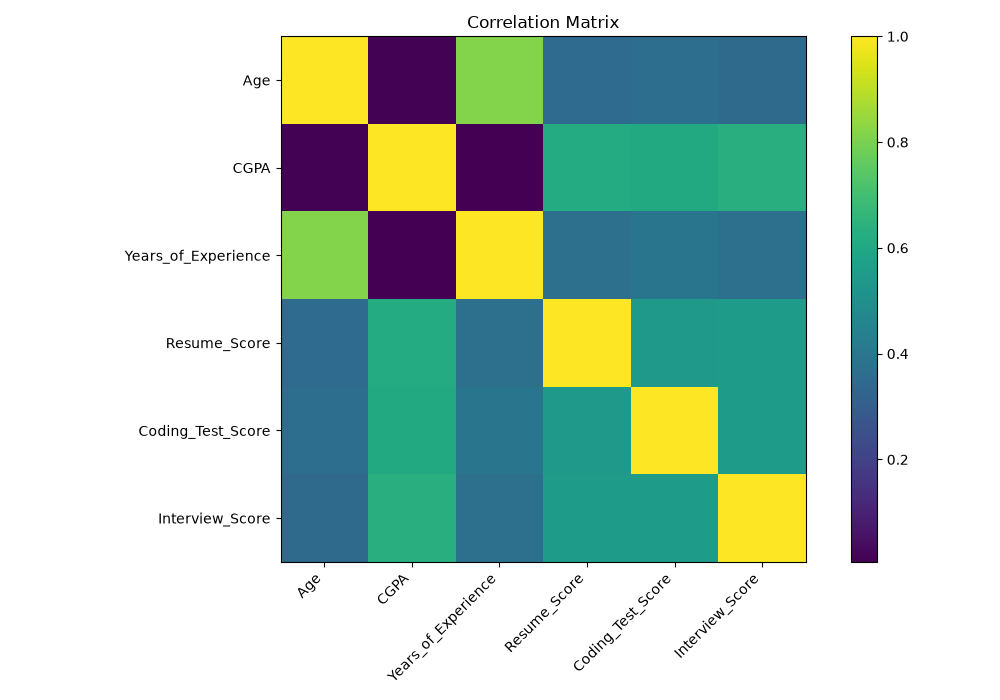 Correlation Matrix
Age
CGPA
Years_of_Experience
Resume_Score
Coding_Test_Score
Interview_Score
Age
CGPA
Years_of_Experience
Resume_Score
Coding_Test_Score
Interview_Score
1.0
0.8
0.6
0.4
0.2